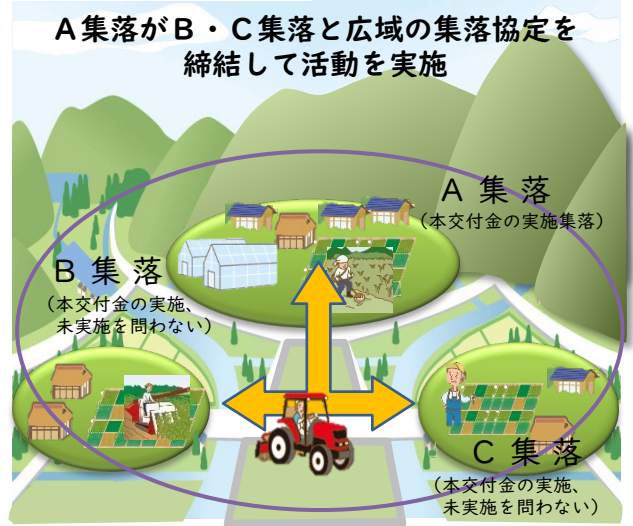 A集落がB・C集落と広域の集落協定を
締結して活動を実施
A 集 落
（本交付金の実施集落）
B 集 落
（本交付金の実施、
未実施を問わない）
C 集 落
（本交付金の実施、
未実施を問わない）